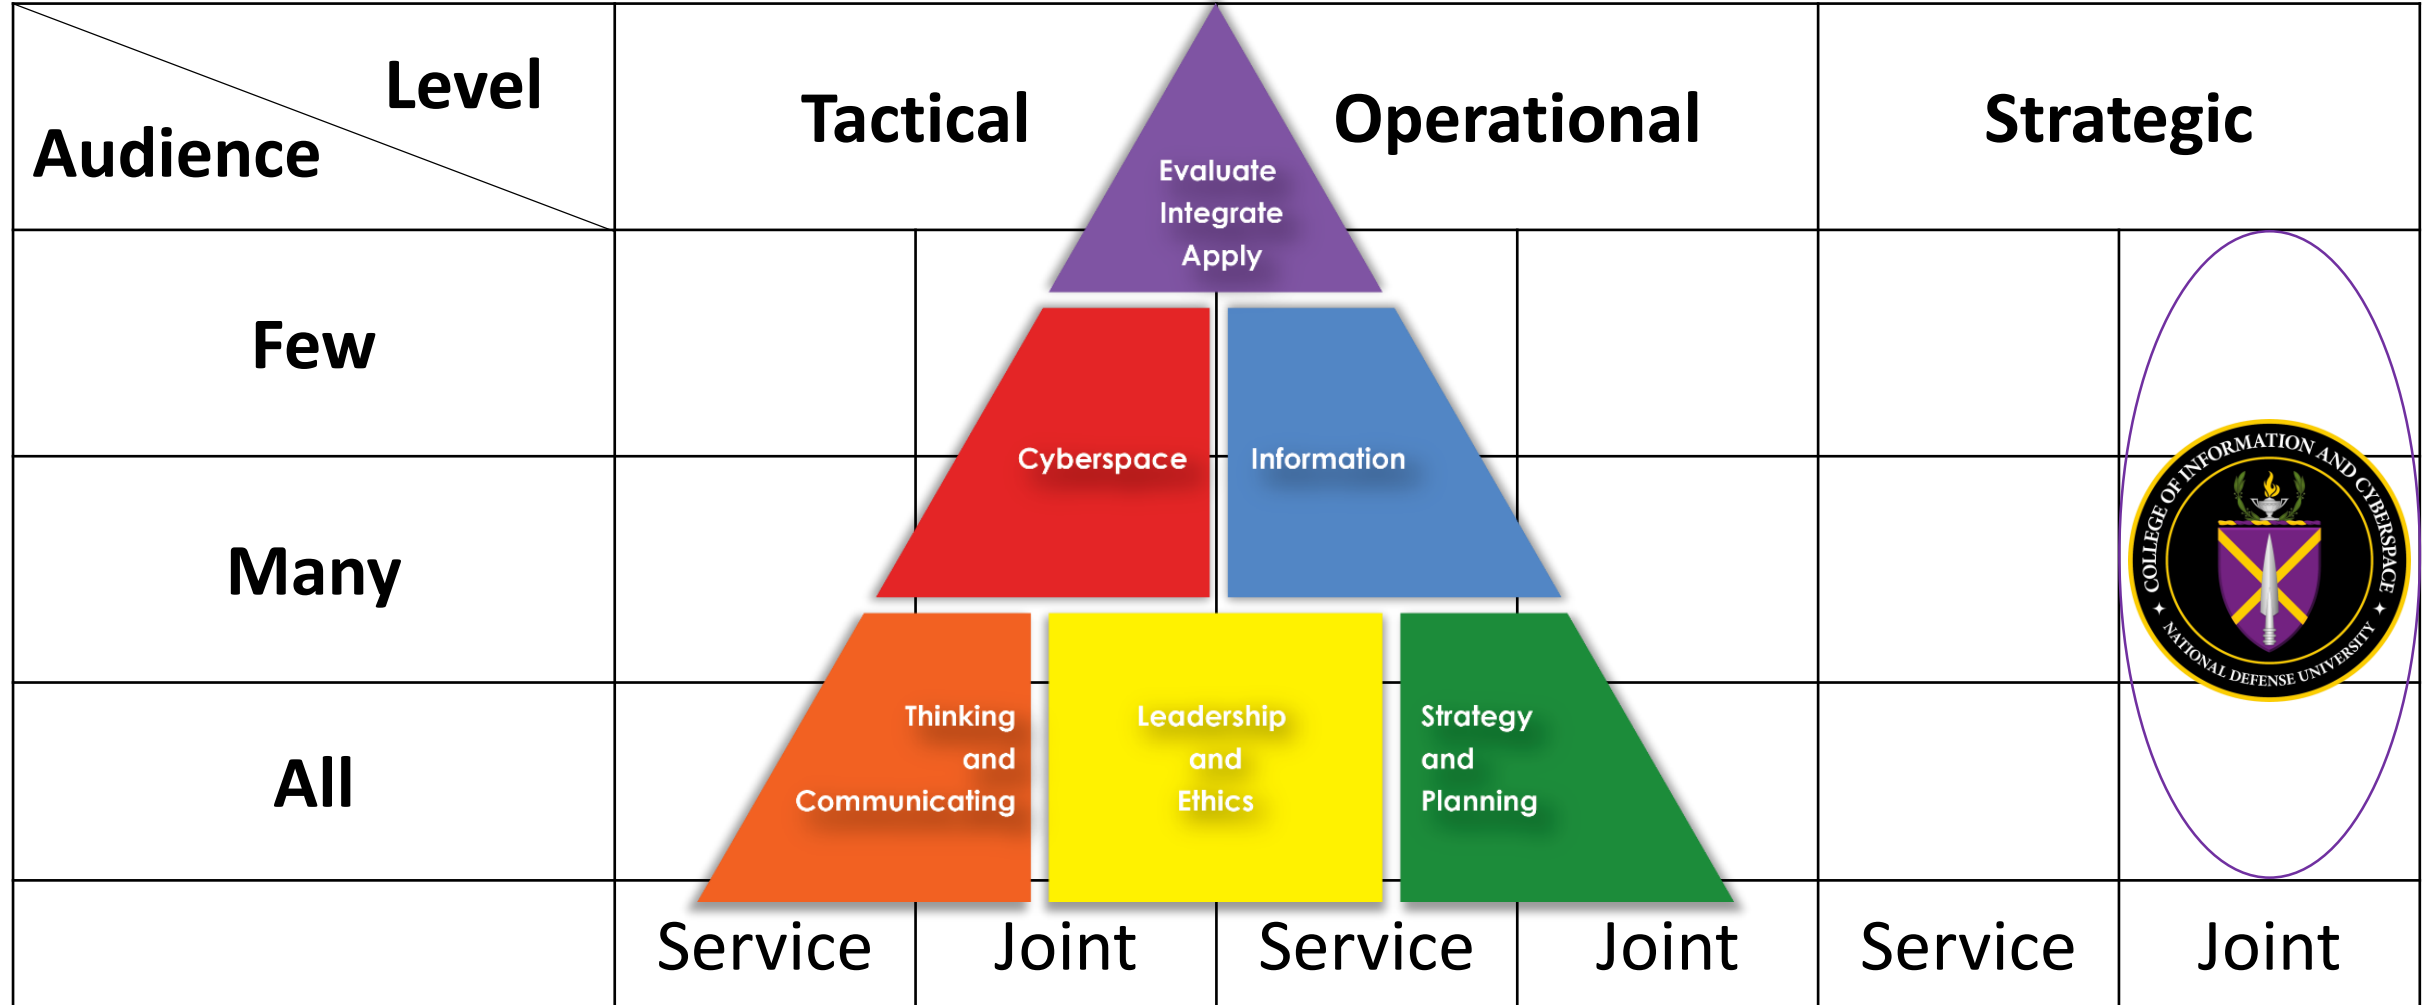 Level
Audience
Tactical
Operational
Strategic
Evaluate
Integrate
Apply
Few
Cyberspace
Information
Many
Thinking
and
Communicating
Leadership
and
Ethics
Strategy
and
Planning
All
COLLEGE OF INFORMATION AND CYBERSPACE
NATIONAL DEFENSE UNIVERSITY
Service
Joint
Service
Joint
Service
Joint